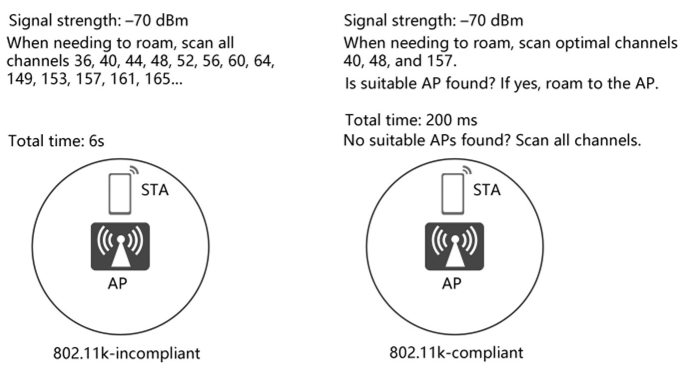 Signal strength: –70 dBm
When needing to roam, scan all
channels 36, 40, 44, 48, 52, 56, 60, 64,
149, 153, 157, 161, 165...
Total time: 6s
STA
AP
802.11k-incompliant
Signal strength: –70 dBm
When needing to roam, scan optimal channels
40, 48, and 157.
Is suitable AP found? If yes, roam to the AP.
Total time: 200 ms
No suitable APs found? Scan all channels.
STA
AP
802.11k-compliant